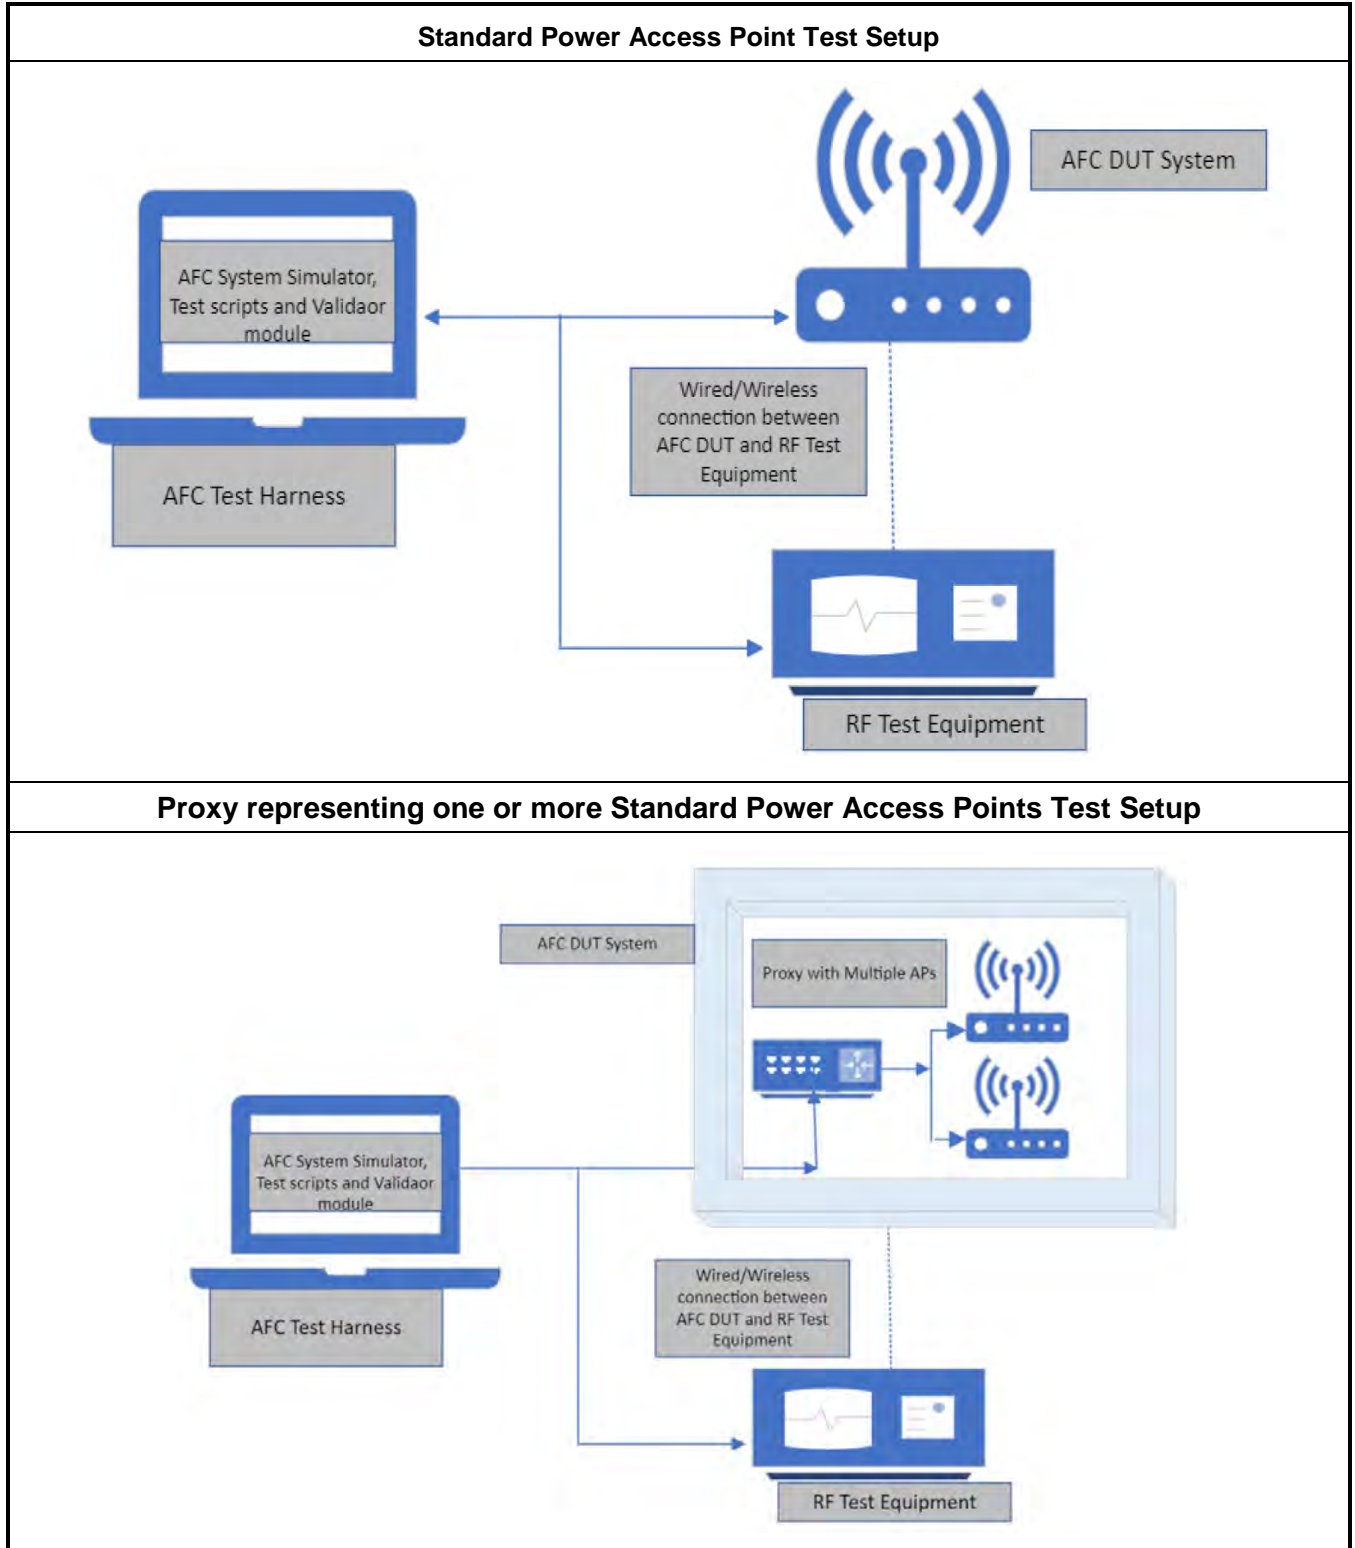 Standard Power Access Point Test Setup
AFC DUT System
AFC System Simulator,
Test scripts and Validaor
module
Wired/Wireless
connection between
AFC DUT and RF Test
Equipment
AFC Test Harness
RF Test Equipment
Proxy representing one or more Standard Power Access Points Test Setup
AFC DUT System
Proxy with Multiple APs
AFC System Simulator,
Test scripts and Validaor
module
Wired/Wireless
connection between
AFC DUT and RF Test
Equipment
AFC Test Harness
RF Test Equipment